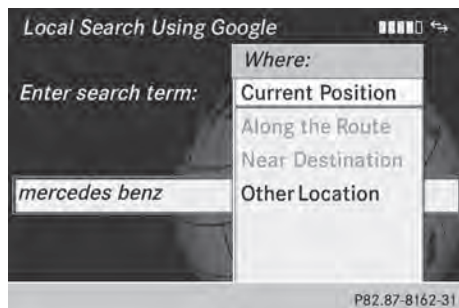 Local Search Using Google
Where:
Enter search term:
Current Position
Along the Route
Near Destination
mercedes benz
Other Location
P82.87-8162-31